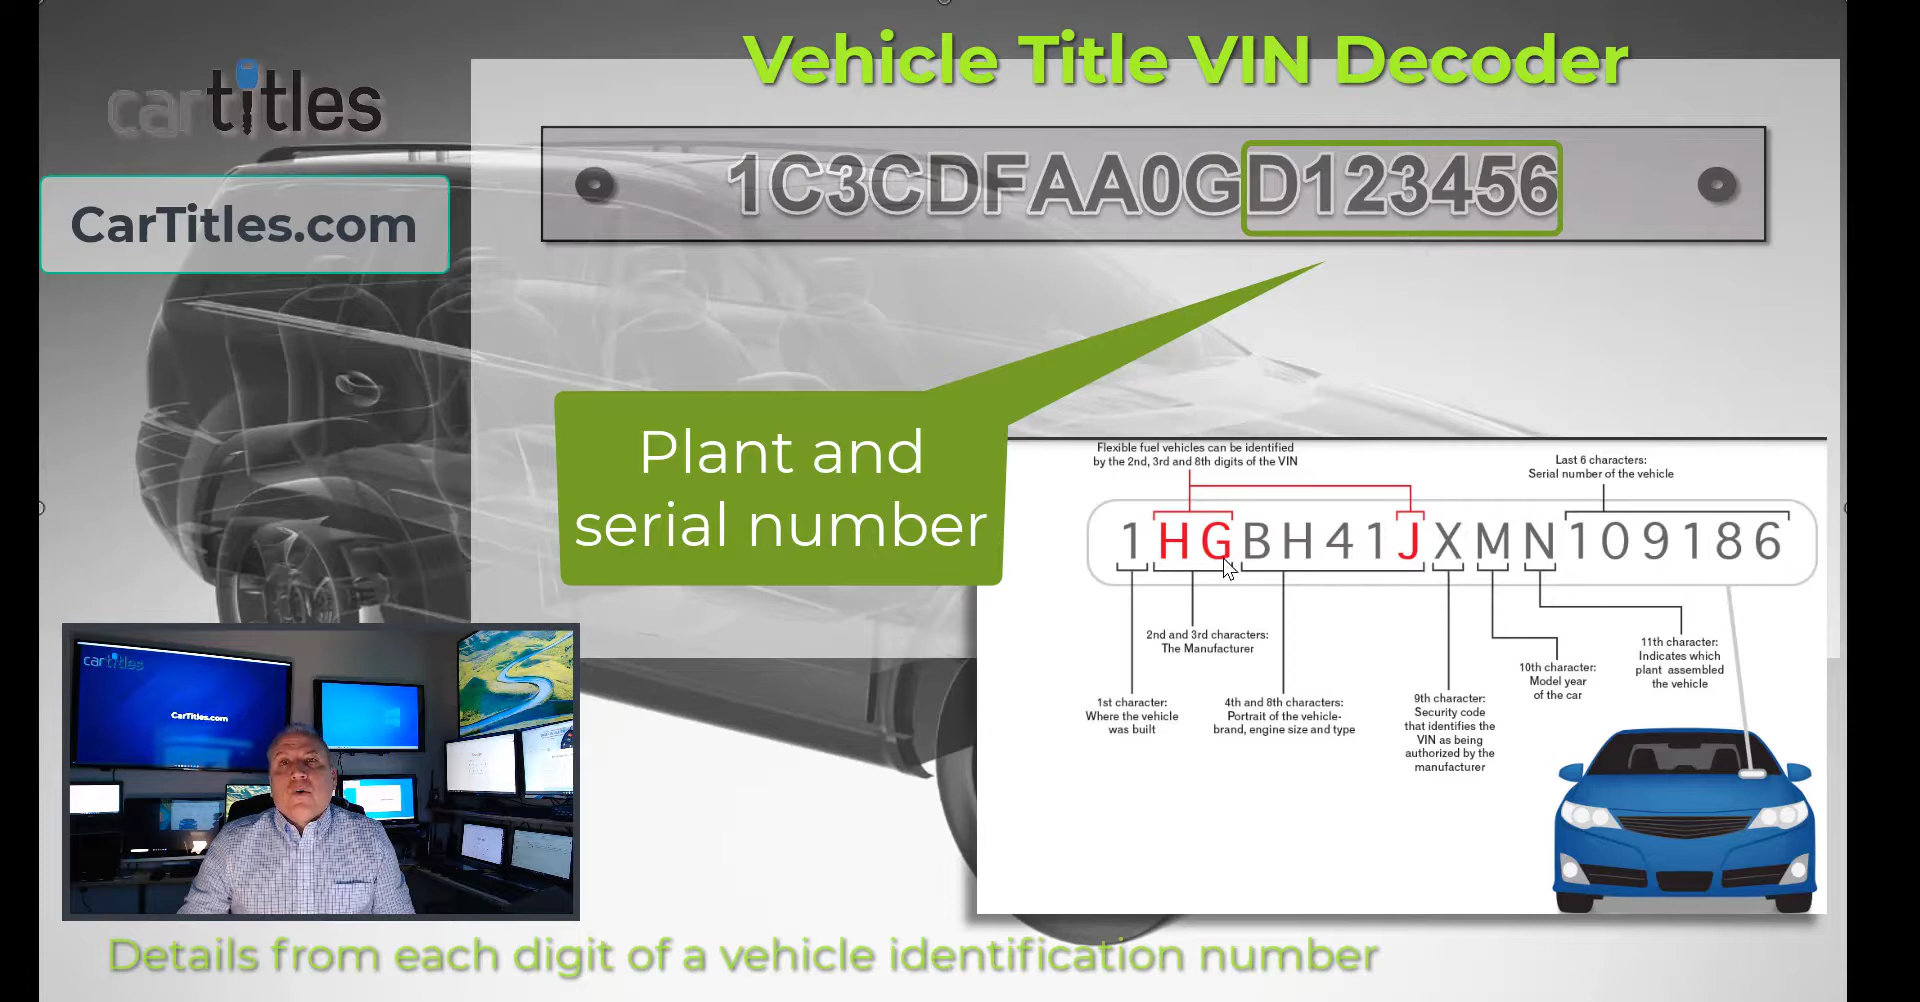 Vehicle Title VIN Decoder
cartitles
1C3CDFAA0GD123456
CarTitles.com
Plant and
serial number
Flexible fuel vehicles can be identified
by the 2nd, 3rd and 8th digits of the VIN
Last 6 characters:
Serial number of the vehicle
1HGBH41JXMN109186
2nd and 3rd characters:
The Manufacturer
1st character:
Where the vehicle
was built
4th and 8th characters:
Portrait of the vehicle-
brand, engine size and type
9th character:
Security code
that identifies the
VIN as being
authorized by the
manufacturer
10th character:
Model year
of the car
11th character:
Indicates which
plant assembled
the vehicle
cartitles
CarTitles.com
Details from each digit of a vehicle identification number